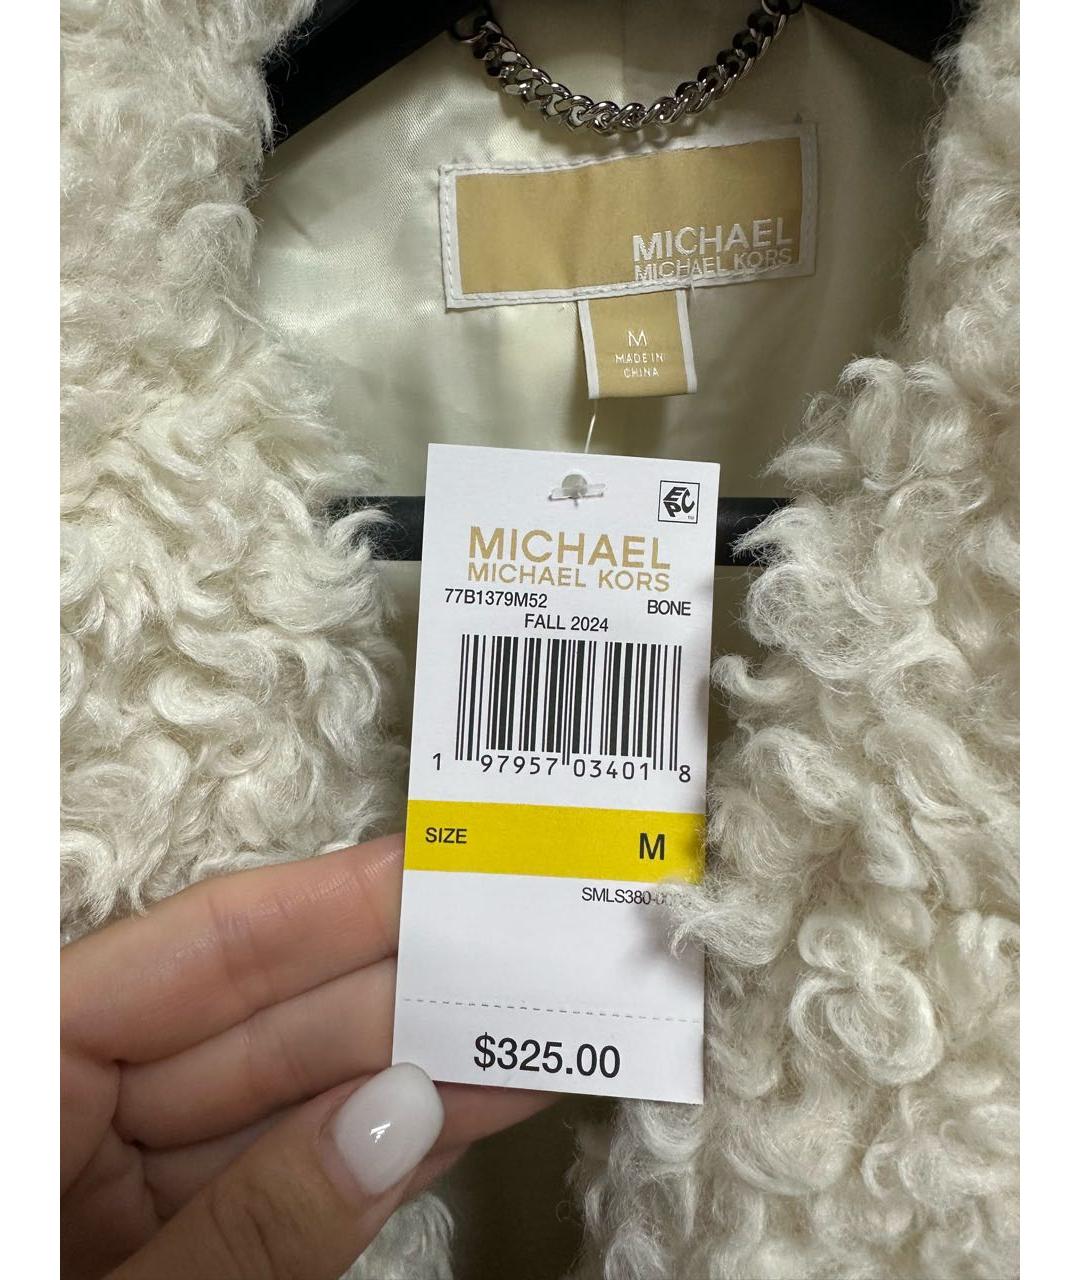 MICHAEL
MICHAEL KORS
M
MADE IN
CHINA
EPC
MICHAEL
MICHAEL KORS
77B1379M52 BONE
FALL 2024
1 97957 03401 8
SIZE M
$325.00